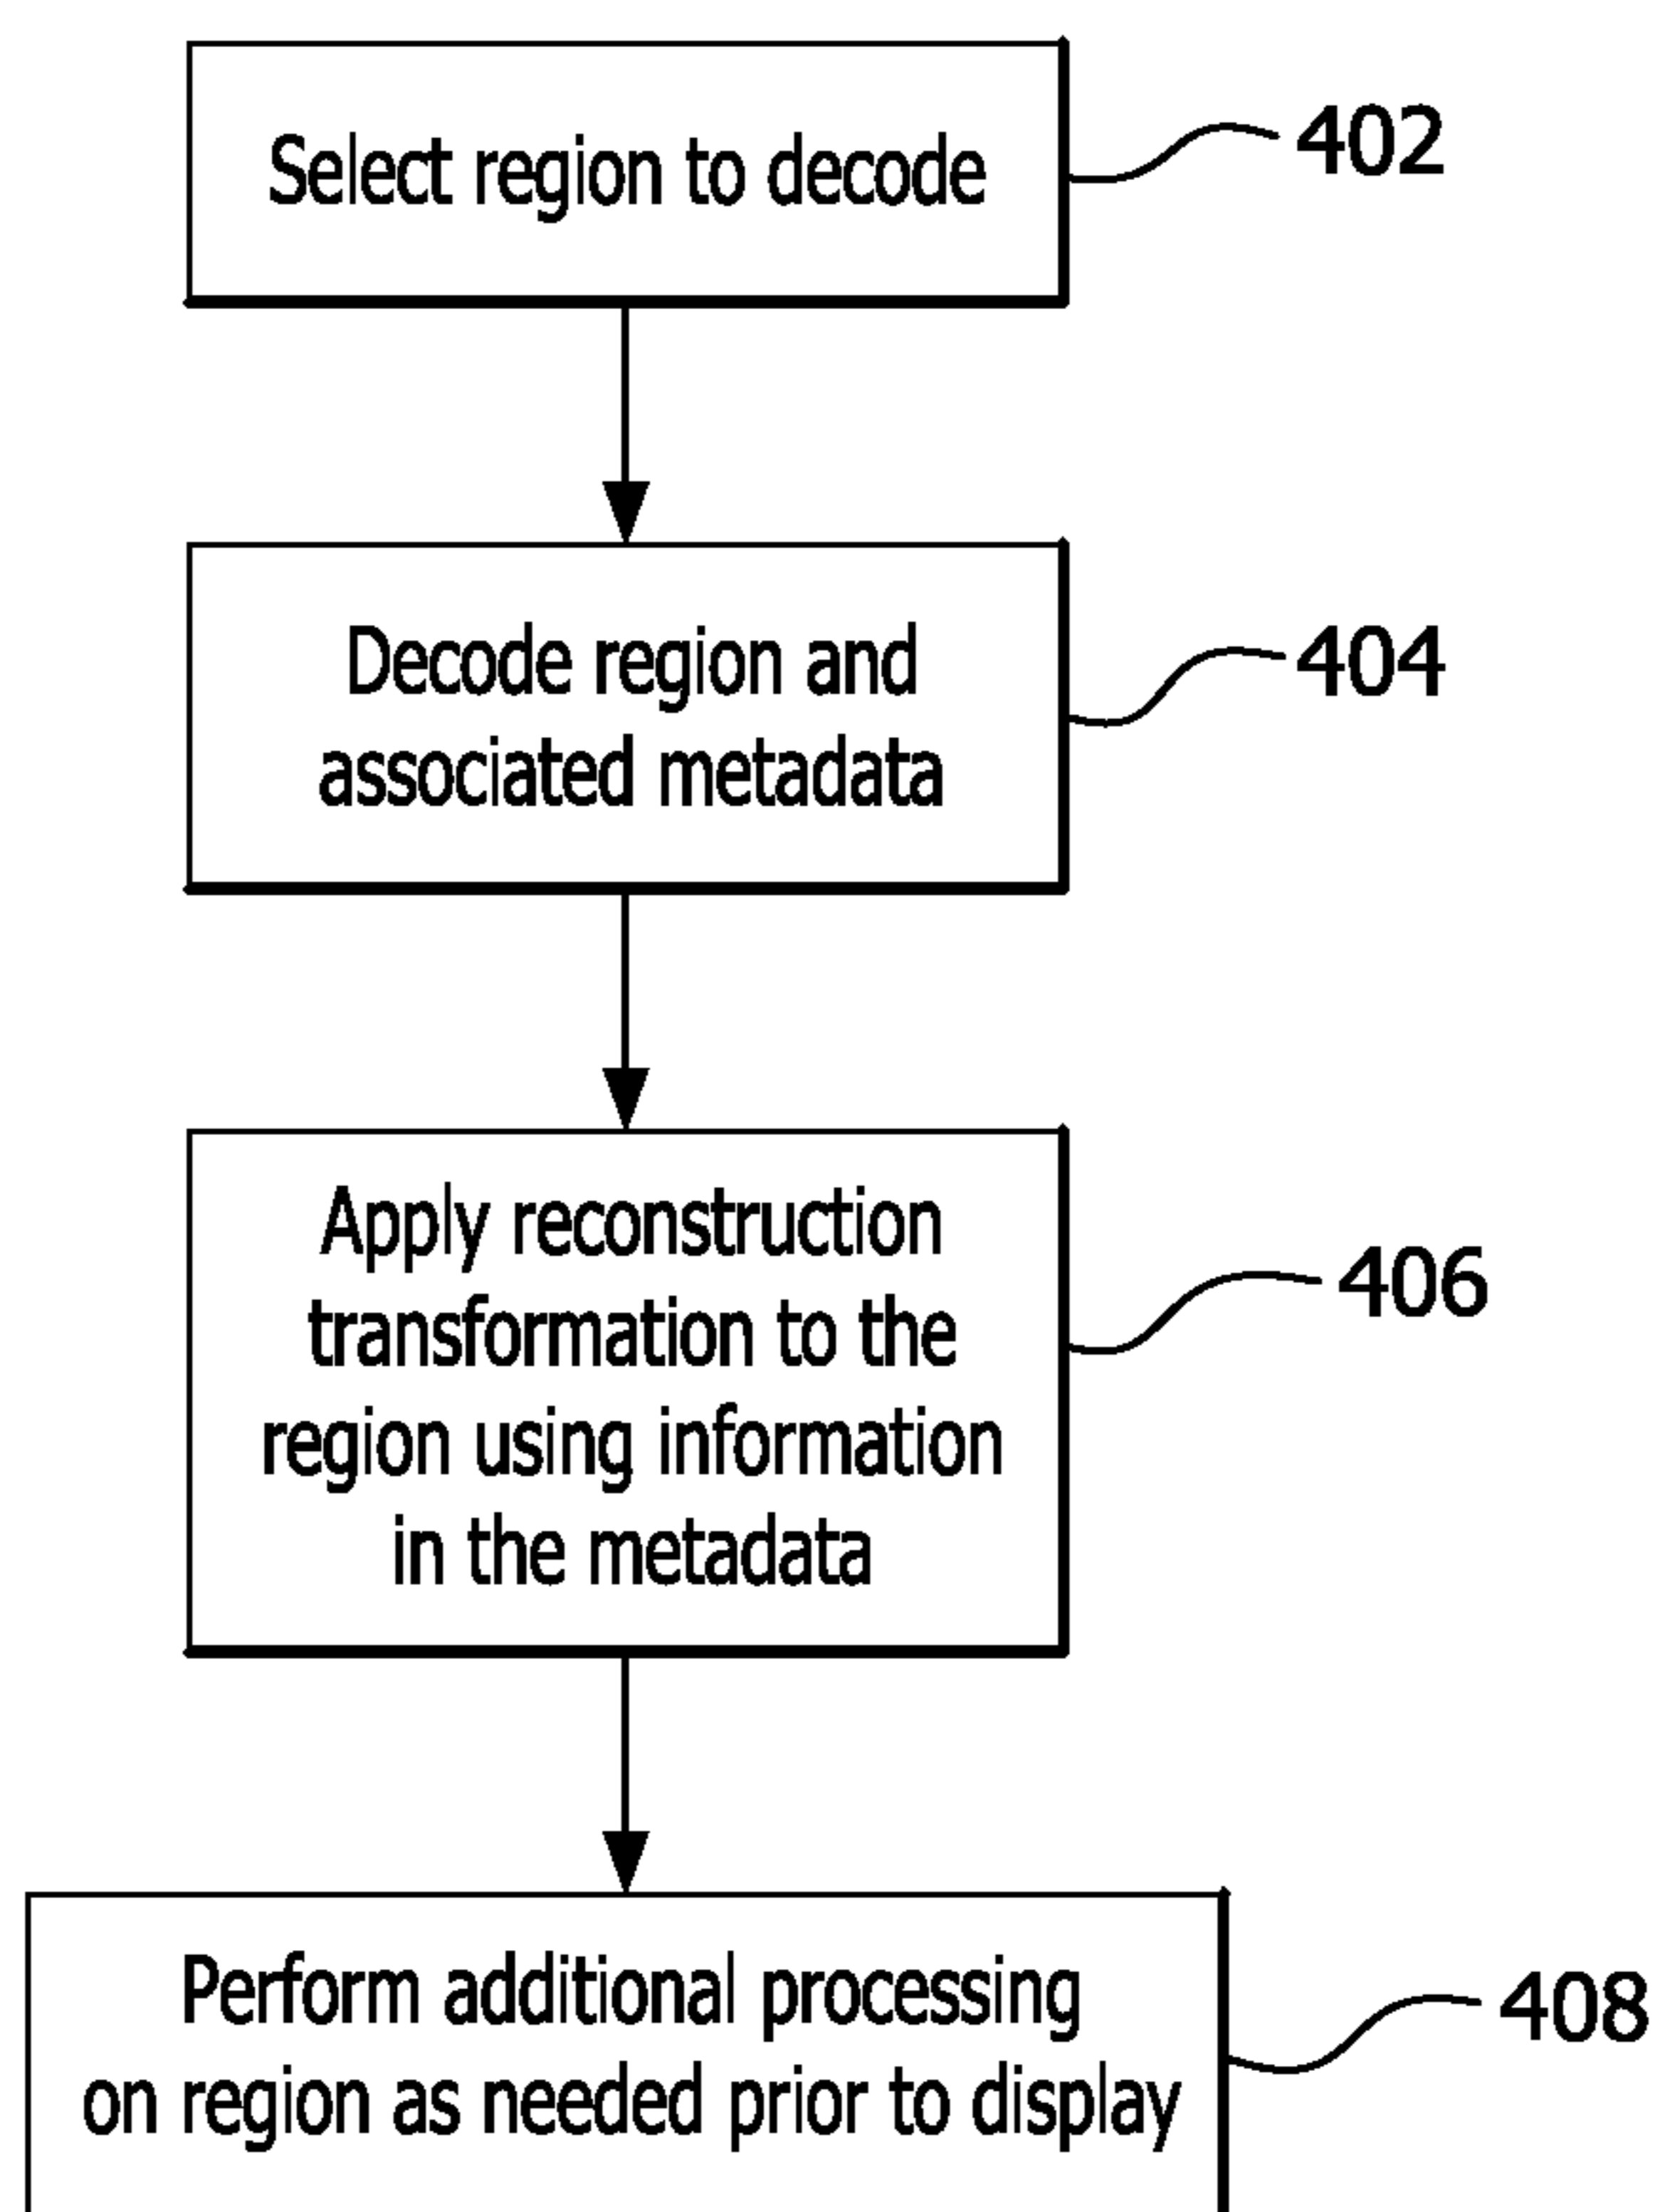 Select region to decode
402
Decode region and
associated metadata
404
Apply reconstruction
transformation to the
region using information
in the metadata
406
Perform additional processing
on region as needed prior to display
408